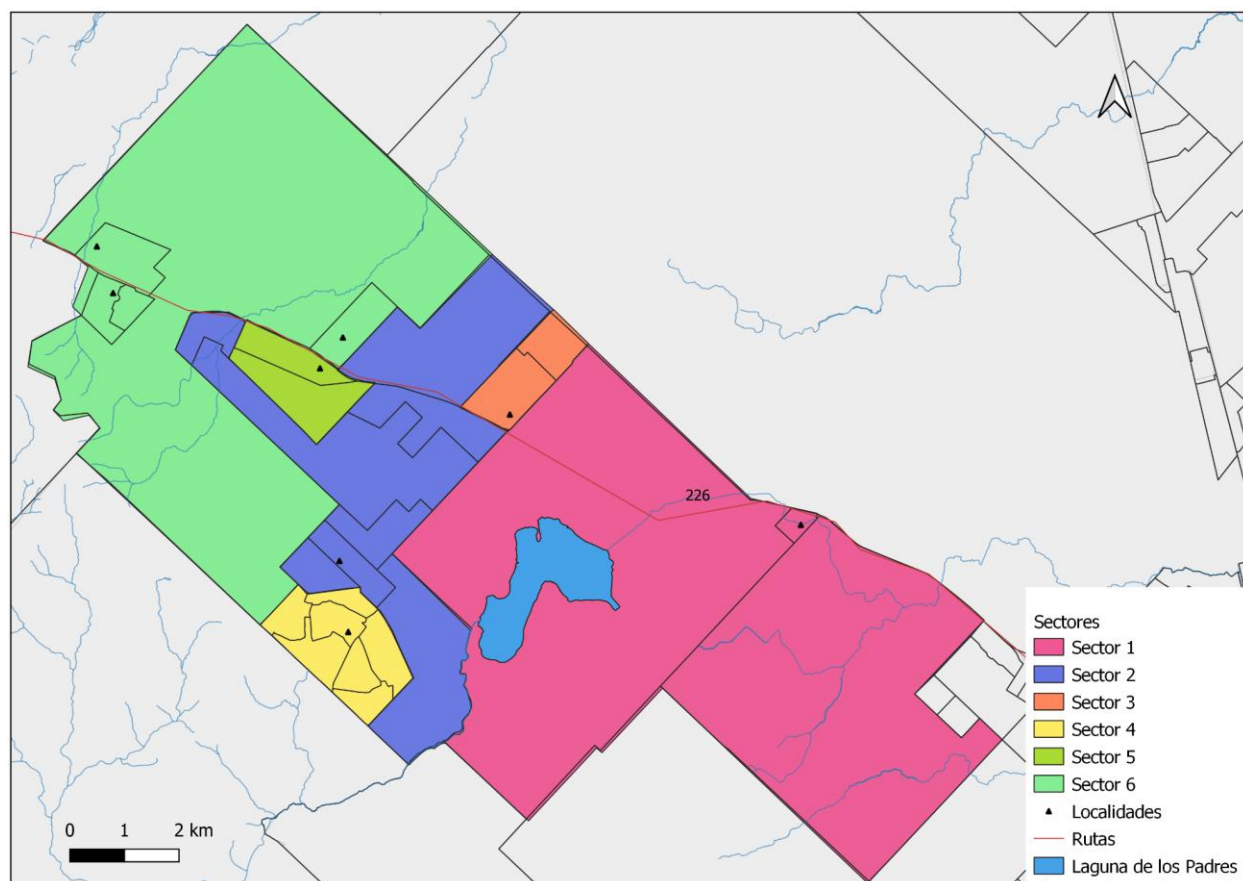 226
Sectores
Sector 1
Sector 2
Sector 3
Sector 4
Sector 5
Sector 6
Localidades
Rutas
Laguna de los Padres
0 1 2 km